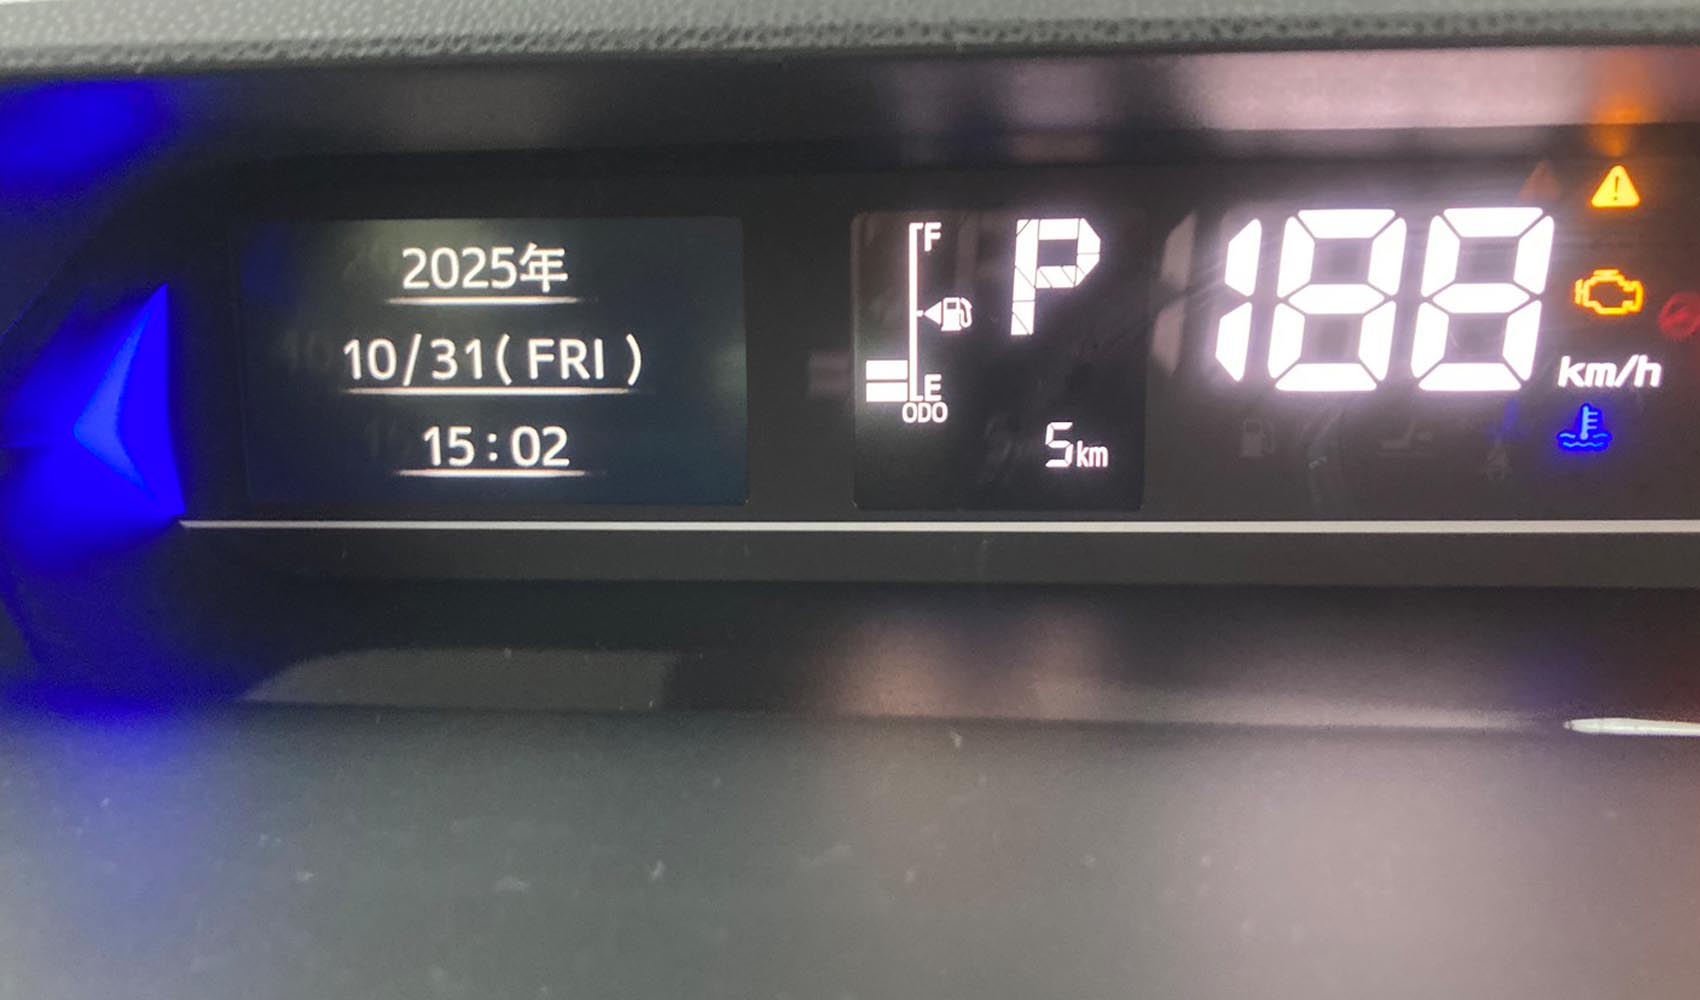 2025年
10/31(FRI)
15:02
F
P
188
E
km/h
ODO
5km